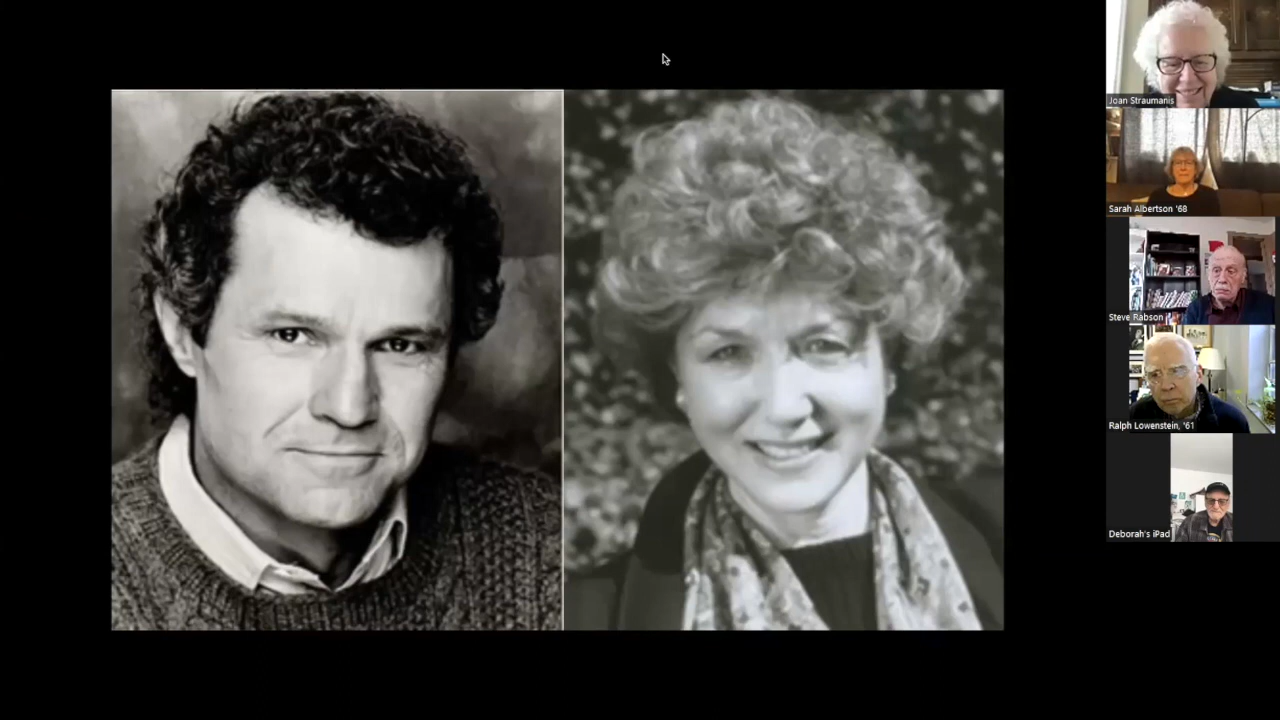 Joan Straumanis
Sarah Albertson '68
Steve Rabson
Ralph Lowenstein, '61
Deborah's iPad